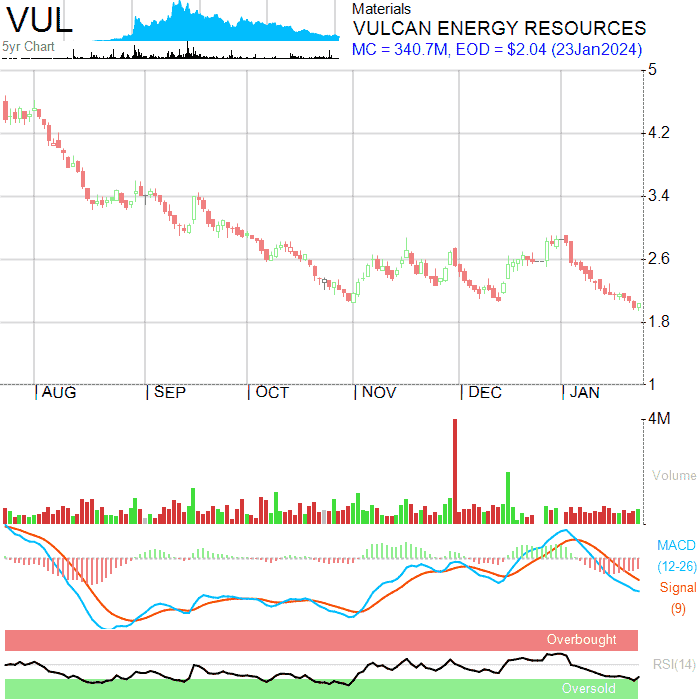 VUL
5yr Chart
Materials
VULCAN ENERGY RESOURCES
MC = 340.7M, EOD = $2.04 (23Jan2024)
5
4.2
3.4
2.6
1.8
1
AUG SEP OCT NOV DEC JAN
4M
Volume
MACD
(12-26)
Signal
(9)
Overbought
RSI(14)
Oversold